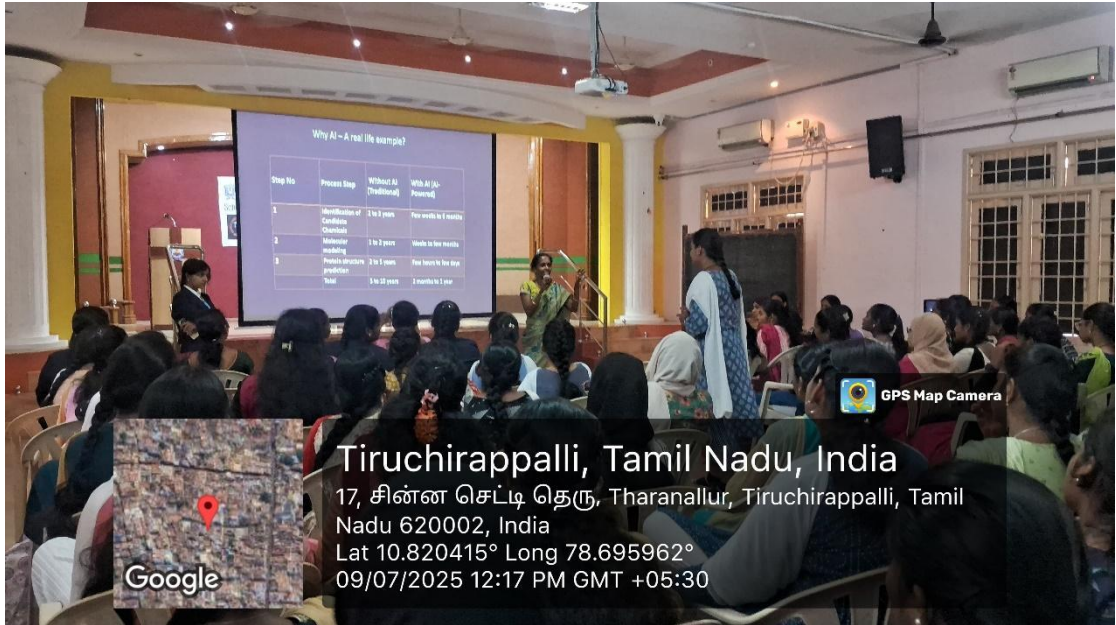 Why AI – A real life example?
Step No Process Step Without AI (Traditional) With AI (AI-Powered)
1 Identification of Candidate Chemicals 2 to 3 years Few weeks to 6 months
2 Molecular modeling 1 to 2 years Weeks to few months
3 Protein structure prediction 2 to 5 years Few hours to few days
Total 5 to 10 years 2 months to 1 year
GPS Map Camera
Tiruchirappalli, Tamil Nadu, India
17, சின்ன செட்டி தெரு, Tharanallur, Tiruchirappalli, Tamil
Nadu 620002, India
Lat 10.820415° Long 78.695962°
09/07/2025 12:17 PM GMT +05:30
Google